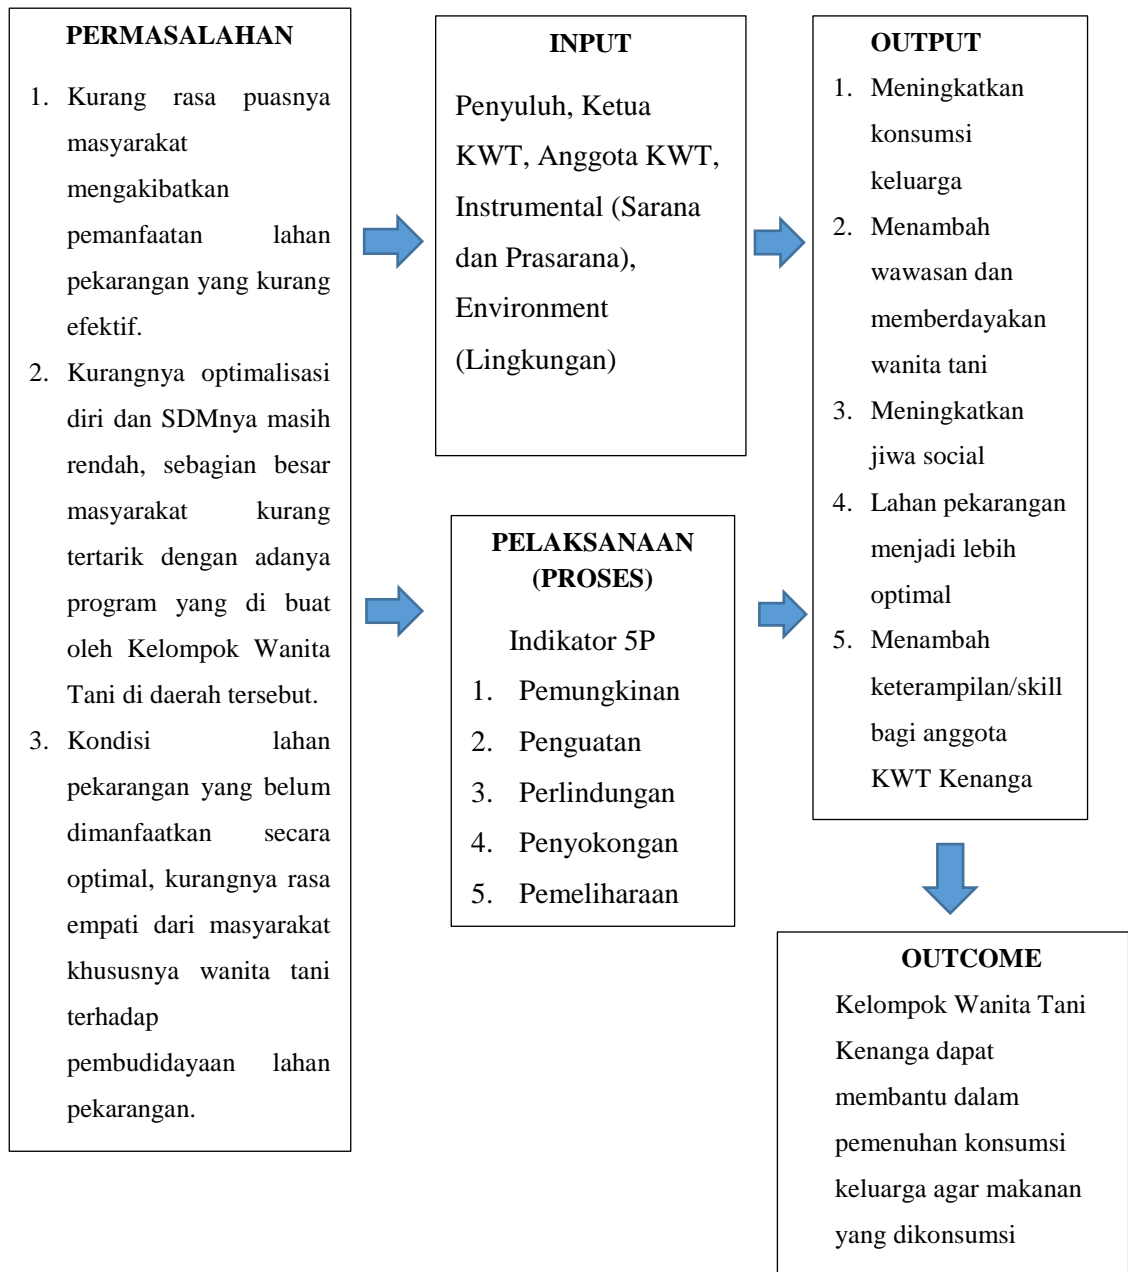 PERMASALAHAN
1. Kurang rasa puasnya
masyarakat
mengakibatkan
pemanfaatan lahan
pekarangan yang kurang
efektif.
2. Kurangnya optimalisasi
diri dan SDMnya masih
rendah, sebagian besar
masyarakat kurang
tertarik dengan adanya
program yang di buat
oleh Kelompok Wanita
Tani di daerah tersebut.
3. Kondisi lahan
pekarangan yang belum
dimanfaatkan secara
optimal, kurangnya rasa
empati dari masyarakat
khususnya wanita tani
terhadap
pembudidayaan lahan
pekarangan.
INPUT
Penyuluh, Ketua
KWT, Anggota KWT,
Instrumental (Sarana
dan Prasarana),
Environment
(Lingkungan)
PELAKSANAAN
(PROSES)
Indikator 5P
1. Pemungkinan
2. Penguatan
3. Perlindungan
4. Penyokongan
5. Pemeliharaan
OUTPUT
1. Meningkatkan
konsumsi
keluarga
2. Menambah
wawasan dan
memberdayakan
wanita tani
3. Meningkatkan
jiwa social
4. Lahan pekarangan
menjadi lebih
optimal
5. Menambah
keterampilan/skill
bagi anggota
KWT Kenanga
OUTCOME
Kelompok Wanita Tani
Kenanga dapat
membantu dalam
pemenuhan konsumsi
keluarga agar makanan
yang dikonsumsi